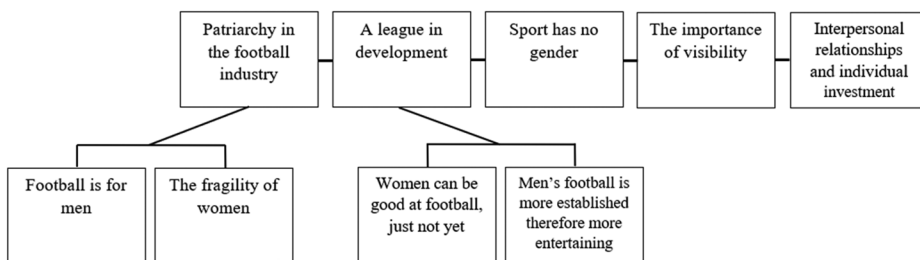 Patriarchy in
the football
industry
A league in
development
Sport has no
gender
The importance
of visibility
Interpersonal
relationships
and individual
investment
Football is for
men
The fragility of
women
Women can be
good at football,
just not yet
Men's football is
more established
therefore more
entertaining